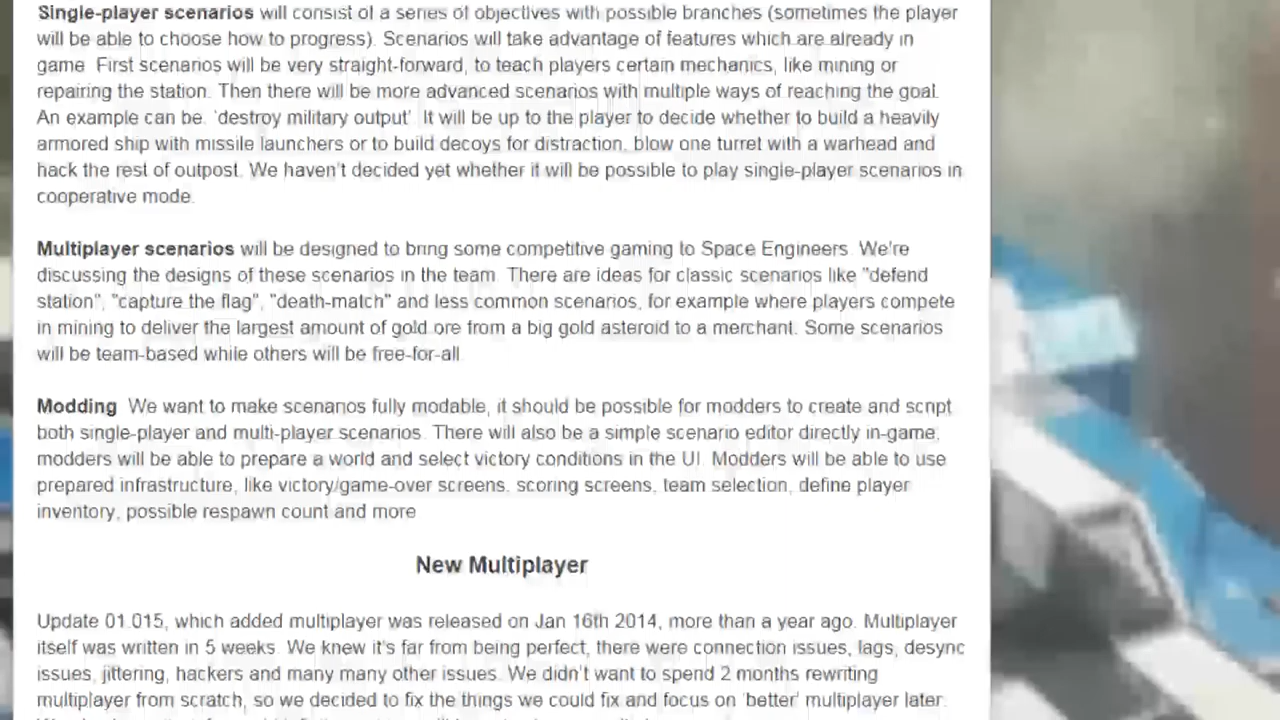 Single-player scenarios will consist of a series of objectives with possible branches (sometimes the player
will be able to choose how to progress). Scenarios will take advantage of features which are already in
game. First scenarios will be very straight-forward, to teach players certain mechanics, like mining or
repairing the station. Then there will be more advanced scenarios with multiple ways of reaching the goal.
An example can be: 'destroy military output'. It will be up to the player to decide whether to build a heavily
armored ship with missile launchers or to build decoys for distraction, blow one turret with a warhead and
hack the rest of outpost. We haven't decided yet whether it will be possible to play single-player scenarios in
cooperative mode.
Multiplayer scenarios will be designed to bring some competitive gaming to Space Engineers. We're
discussing the designs of these scenarios in the team. There are ideas for classic scenarios like "defend
station", "capture the flag", "death-match" and less common scenarios, for example where players compete
in mining to deliver the largest amount of gold ore from a big gold asteroid to a merchant. Some scenarios
will be team-based while others will be free-for-all.
Modding We want to make scenarios fully modable, it should be possible for modders to create and script
both single-player and multi-player scenarios. There will also be a simple scenario editor directly in-game;
modders will be able to prepare a world and select victory conditions in the UI. Modders will be able to use
prepared infrastructure, like victory/game-over screens, scoring screens, team selection, define player
inventory, possible respawn count and more
New Multiplayer
Update 01.015, which added multiplayer was released on Jan 16th 2014, more than a year ago. Multiplayer
itself was written in 5 weeks. We knew it's far from being perfect, there were connection issues, lags, desync
issues, jittering, hackers and many many other issues. We didn't want to spend 2 months rewriting
multiplayer from scratch, so we decided to fix the things we could fix and focus on 'better' multiplayer later.